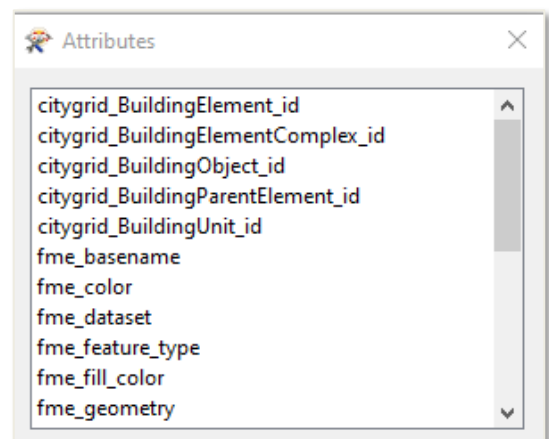 Attributes
citygrid_BuildingElement_id
citygrid_BuildingElementComplex_id
citygrid_BuildingObject_id
citygrid_BuildingParentElement_id
citygrid_BuildingUnit_id
fme_basename
fme_color
fme_dataset
fme_feature_type
fme_fill_color
fme_geometry